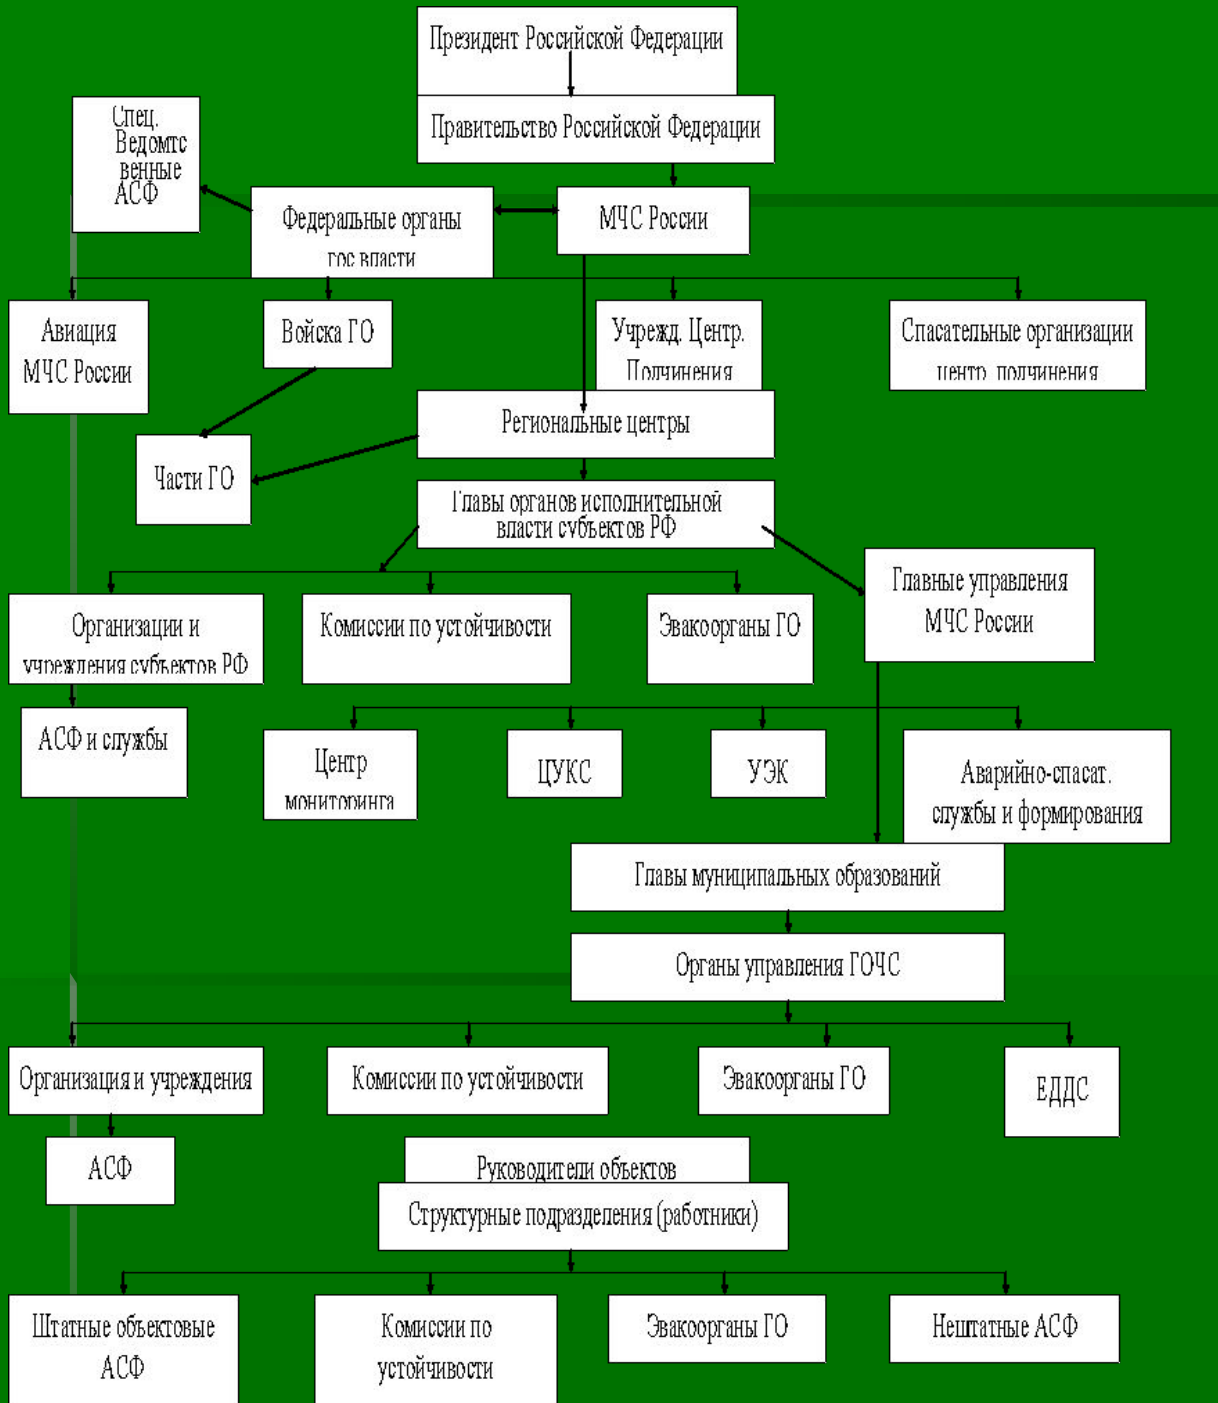 Президент Российской Федерации
Правительство Российской Федерации
Спец.
Ведомтс
венные
АСФ
Федеральные органы
гос власти
МЧС России
Авиация
МЧС России
Войска ГО
Учрежд. Центр.
Подчинения
Спасательные организации
центр. подчинения
Региональные центры
Части ГО
Главы органов исполнительной
власти субъектов РФ
Главные управления
МЧС России
Организации и
учреждения субъектов РФ
Комиссии по устойчивости
Эвакоорганы ГО
АСФ и службы
Центр
мониторинга
ЦУКС
УЭК
Аварийно-спасат.
службы и формирования
Главы муниципальных образований
Органы управления ГОЧС
Организация и учреждения
Комиссии по устойчивости
Эвакоорганы ГО
ЕДДС
АСФ
Руководители объектов
Структурные подразделения (работники)
Штатные объектовые
АСФ
Комиссии по
устойчивости
Эвакоорганы ГО
Нештатные АСФ